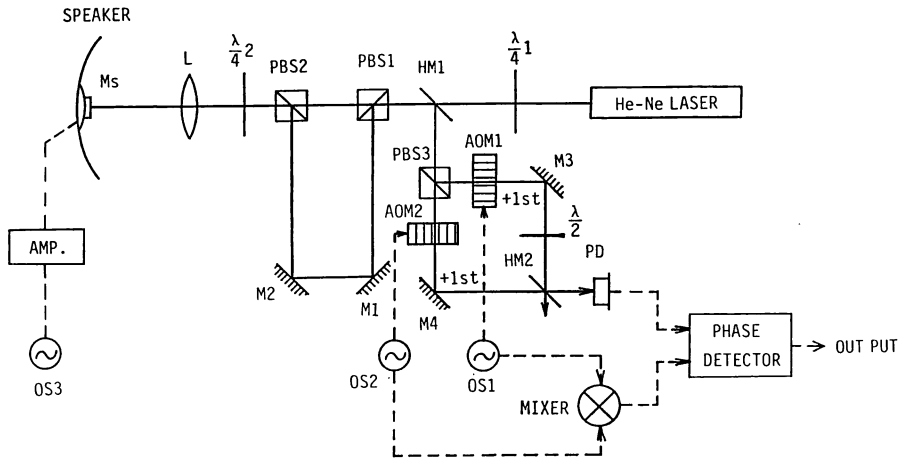 SPEAKER
Ms
L
λ/4 2
PBS2
PBS1
HM1
λ/4 1
He-Ne LASER
PBS3
AOM1
M3
+1st
AOM2
λ/2
AMP.
HM2
PD
+1st
M2
M1
M4
PHASE
DETECTOR
OUT PUT
OS3
OS2
OS1
MIXER